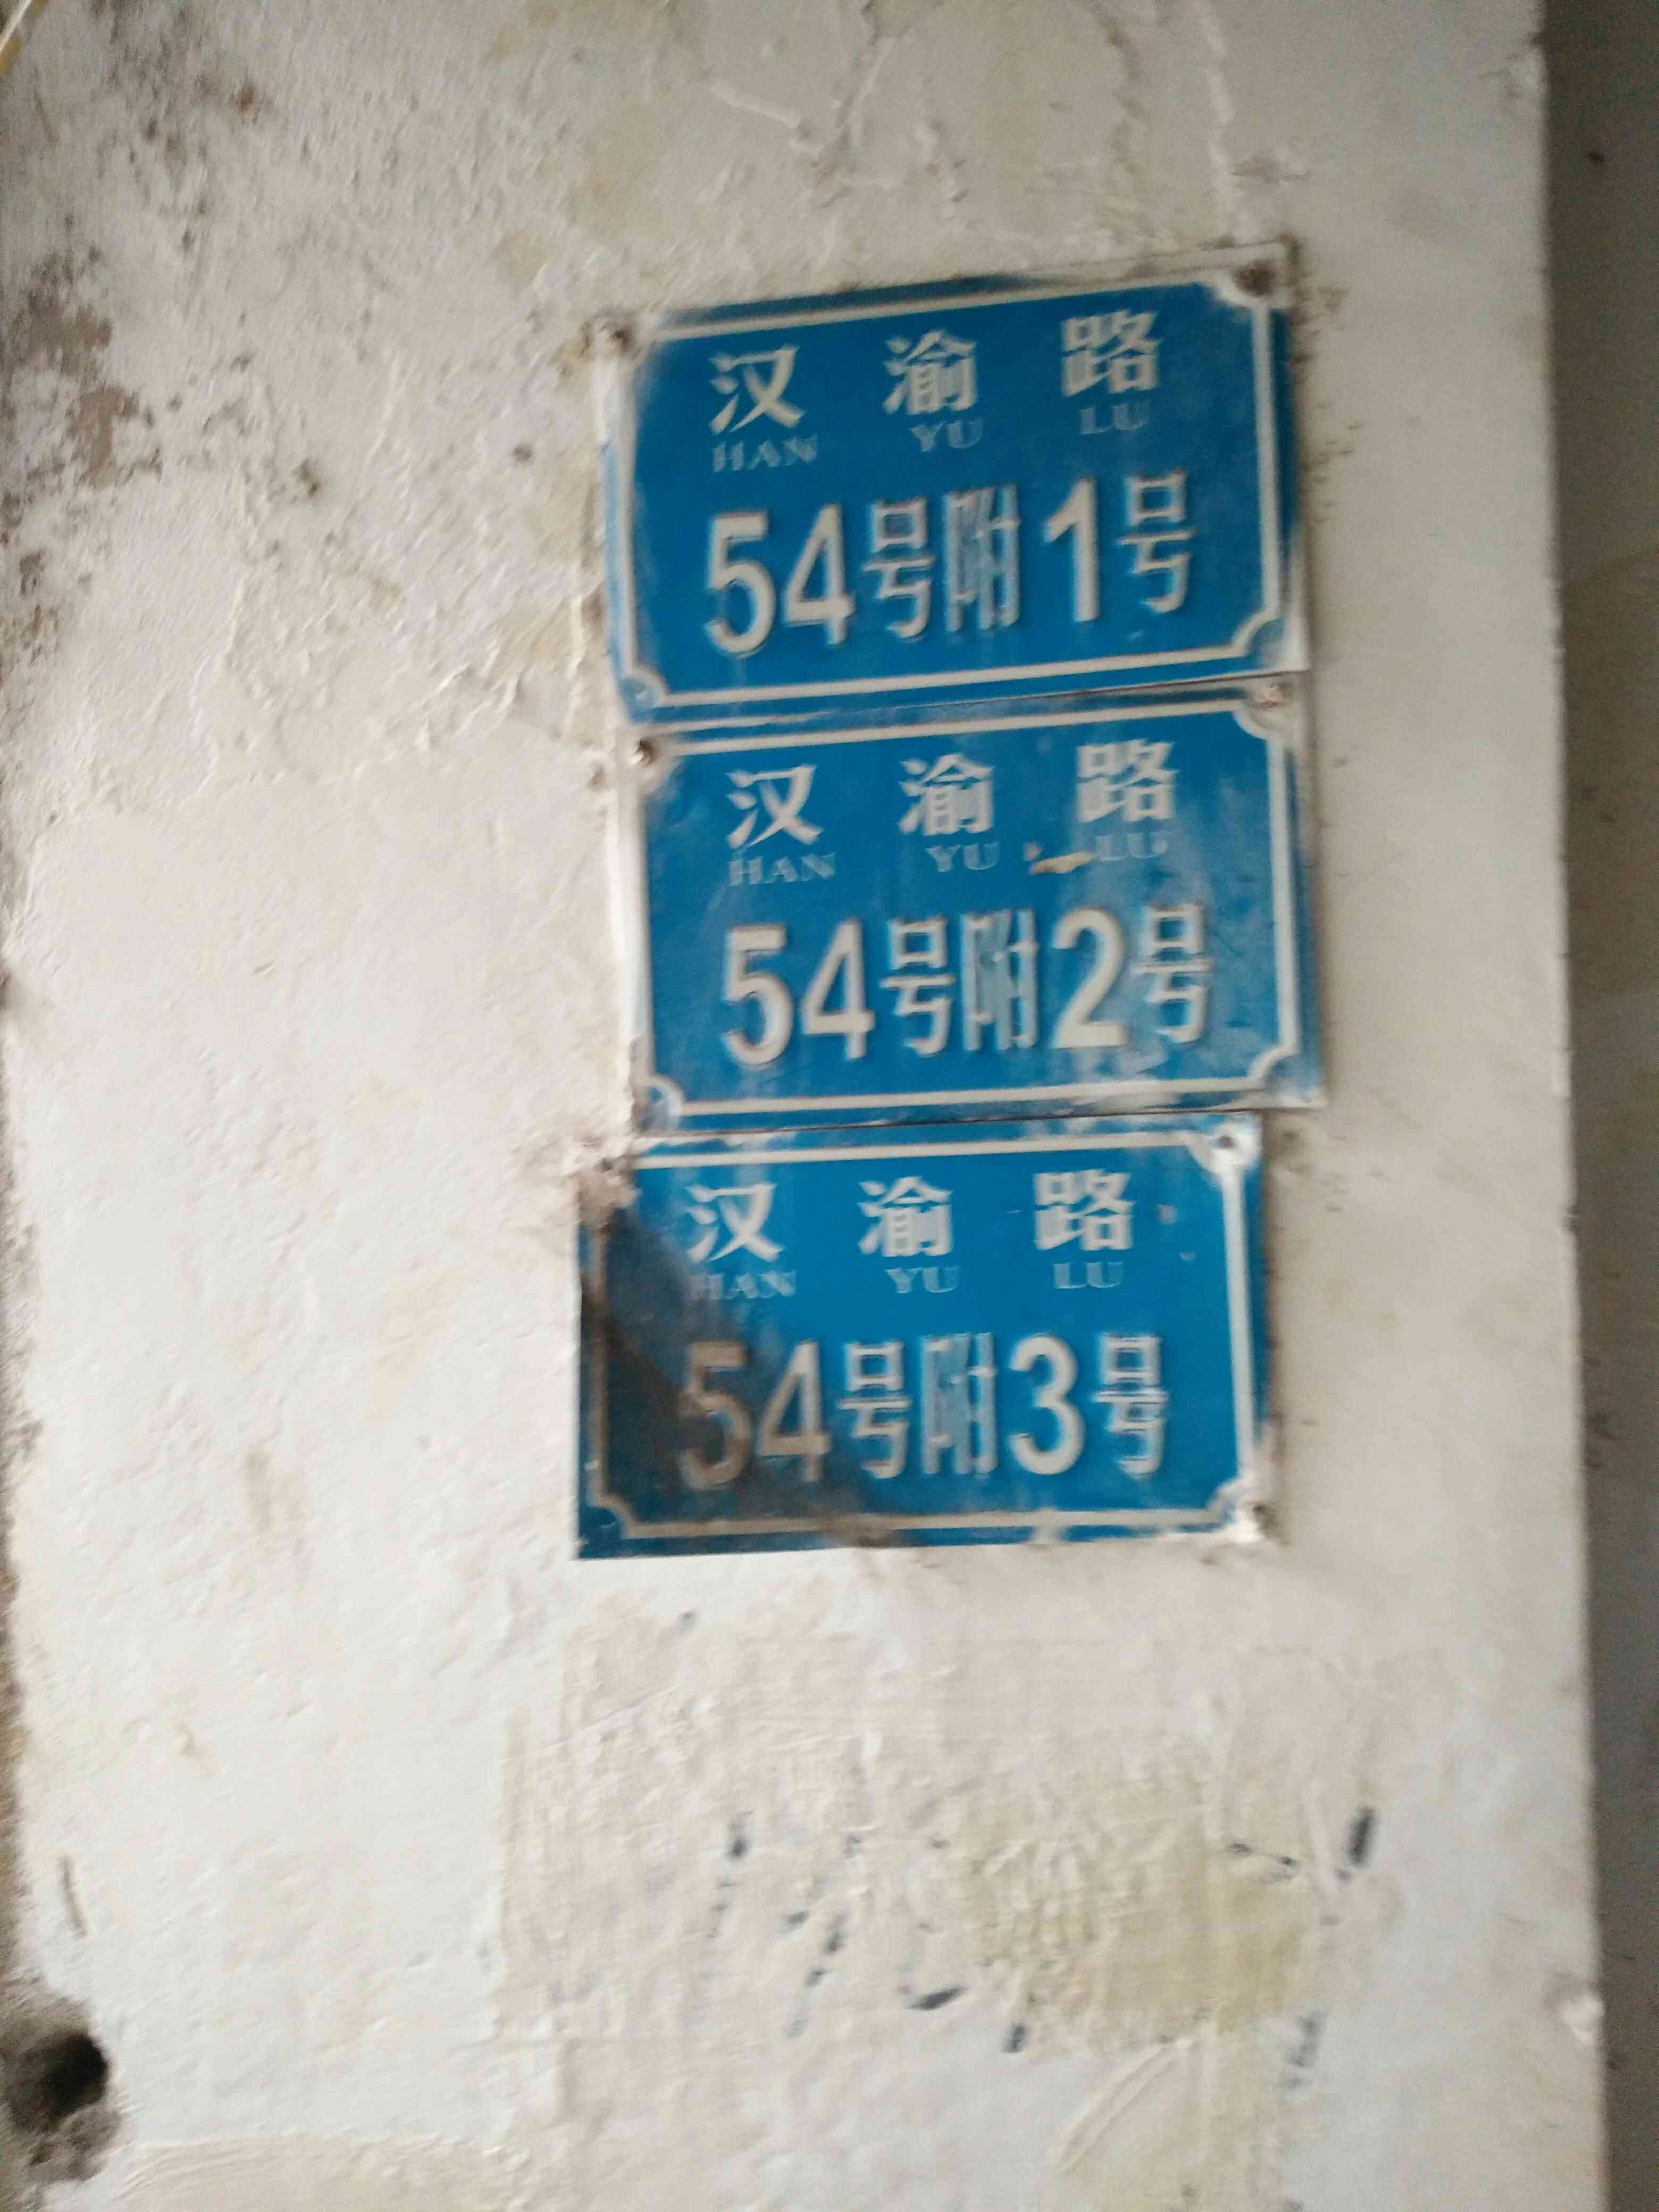 汉 渝 路
HAN YU LU
54号附1号
汉 渝 路
HAN YU LU
54号附2号
汉 渝 路
HAN YU LU
54号附3号